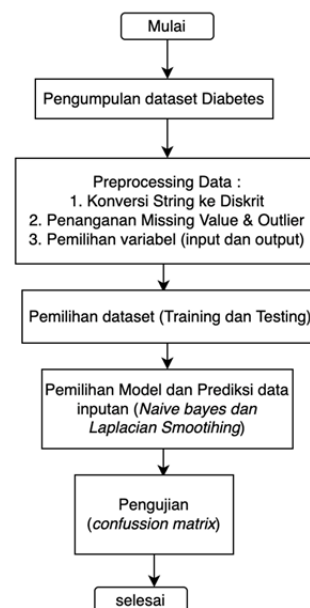 Mulai
Pengumpulan dataset Diabetes
Preprocessing Data :
1. Konversi String ke Diskrit
2. Penanganan Missing Value & Outlier
3. Pemilihan variabel (input dan output)
Pemilihan dataset (Training dan Testing)
Pemilihan Model dan Prediksi data
inputan (Naive bayes dan
Laplacian Smootihing)
Pengujian
(confussion matrix)
selesai